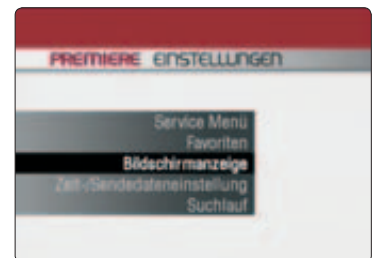 PREMIERE EINSTELLUNGEN
Service Menü
Favoriten
Bildschirmanzeige
Zeit-/Sendedateneinstellung
Suchlauf